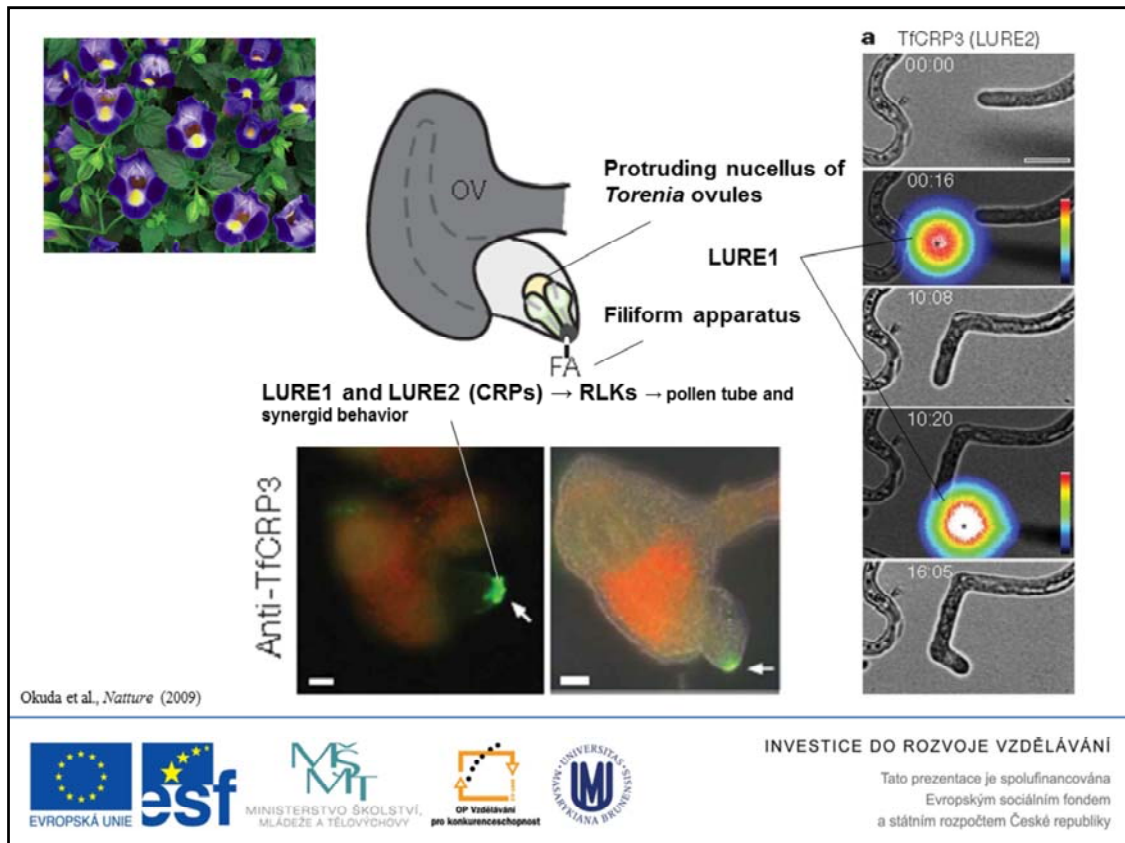 a TfCRP3 (LURE2)
00:00
OV
Protruding nucellus of
Torenia ovules
00:16
LURE1
Filiform apparatus
10:08
FA
LURE1 and LURE2 (CRPs) → RLKs → pollen tube and
synergid behavior
10:20
Anti-TfCRP3
16:05
Okuda et al., Natture (2009)
EVROPSKÁ UNIE
esf
MŠMT
MINISTERSTVO ŠKOLSTVÍ,
MLÁDEŽE A TĚLOVÝCHOVY
OP Vzdělávání
pro konkurenceschopnost
UNIVERSITAS MASARYKIANA BRUNENSIS
INVESTICE DO ROZVOJE VZDĚLÁVÁNÍ
Tato prezentace je spolufinancována
Evropským sociálním fondem
a státním rozpočtem České republiky